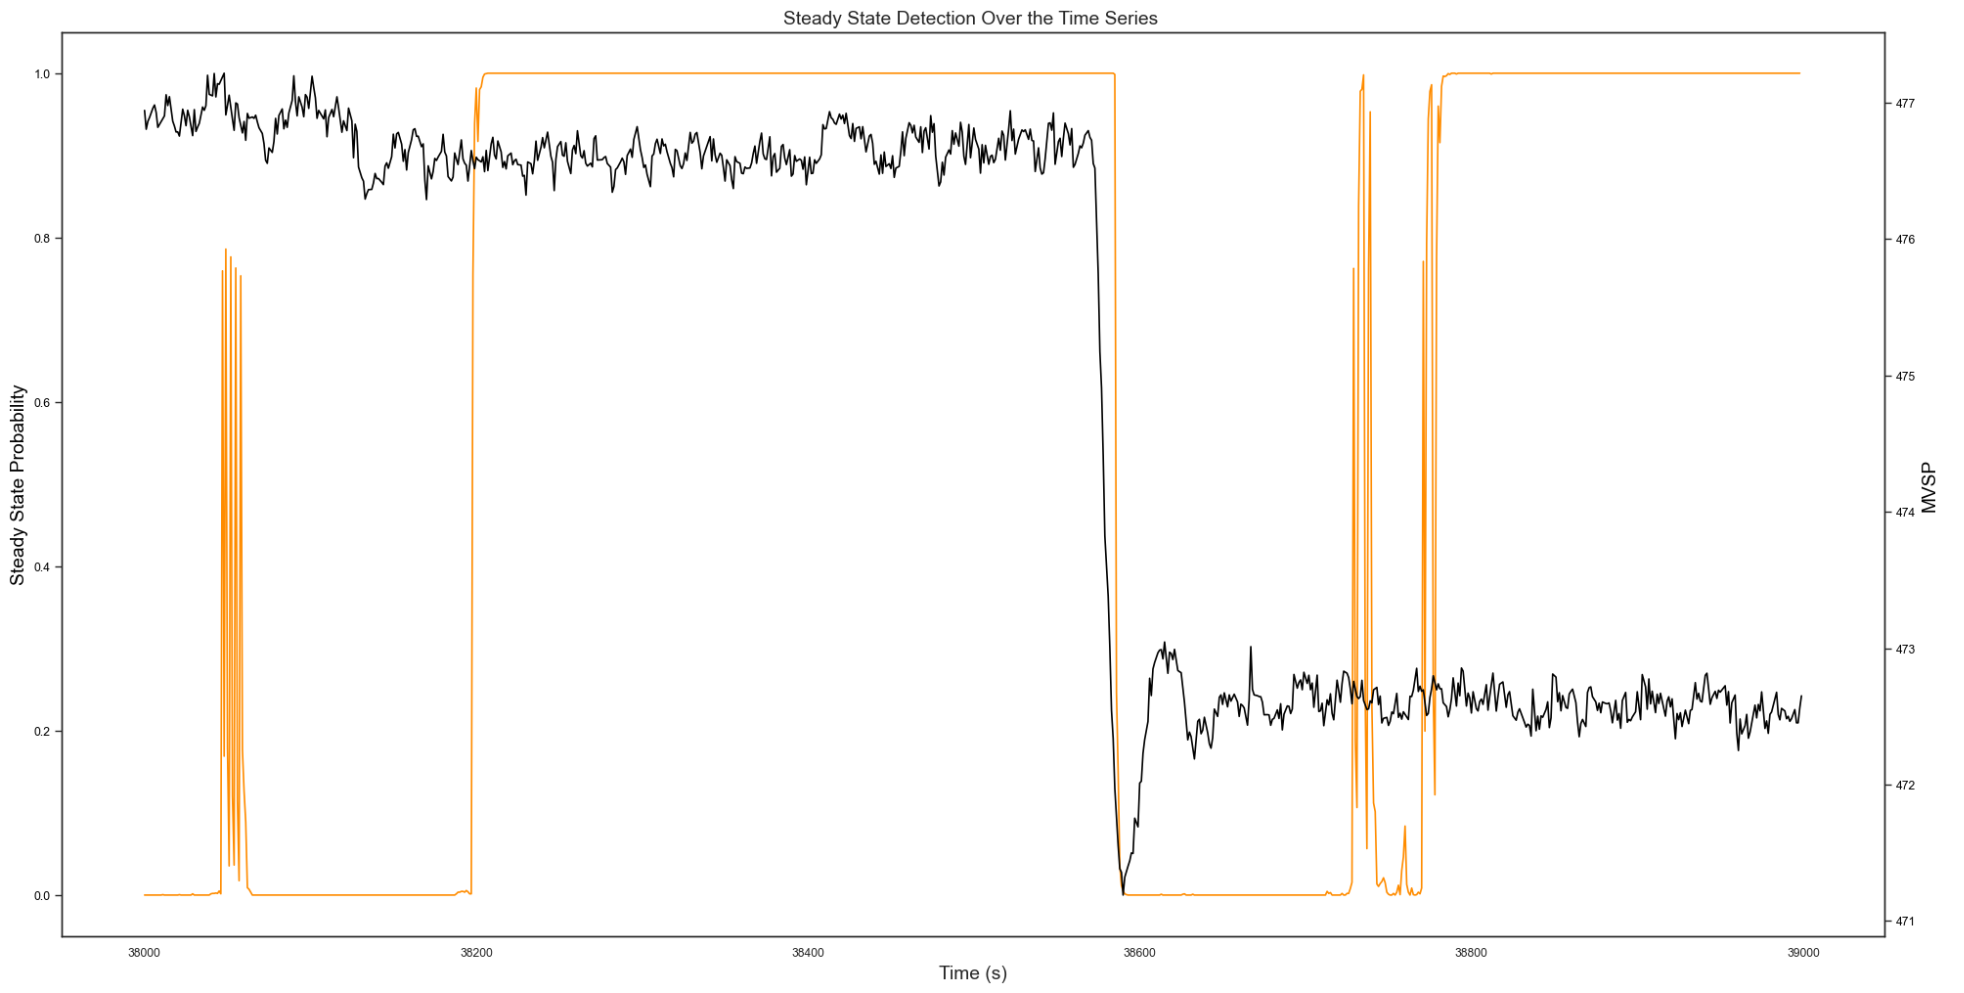 Steady State Detection Over the Time Series
Steady State Probability
1.0
0.8
0.6
0.4
0.2
0.0
477
476
475
474
473
472
471
MVSP
38000 38200 38400 38600 38800 39000
Time (s)